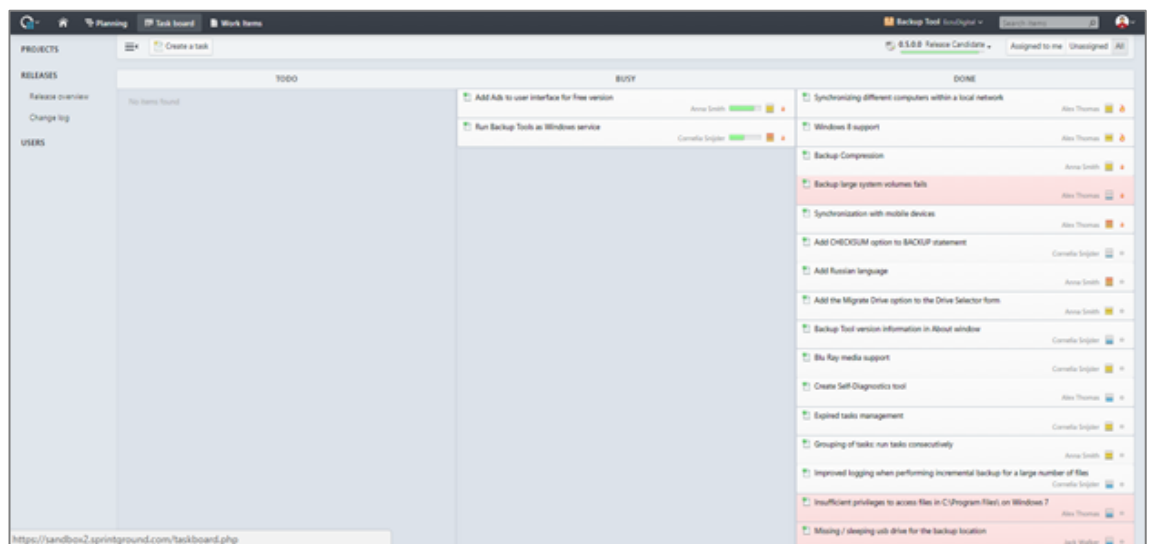 Planning Task board Work Items Backup Tool Search items
PROJECTS Create a task 0.5.0.0 Release Candidate Assigned to me Unassigned All
RELEASES
Release overview
Change log
USERS
TODO BUSY DONE
No items found
Add Ads to user interface for Free version
Anna Smith
Run Backup Tools as Windows service
Cornelia Snijder
Synchronizing different computers within a local network
Alex Thomas
Windows 8 support
Alex Thomas
Backup Compression
Anna Smith
Backup large system volumes fails
Alex Thomas
Synchronization with mobile devices
Alex Thomas
Add CHECKSUM option to BACKUP statement
Cornelia Snijder
Add Russian language
Anna Smith
Add the Migrate Drive option to the Drive Selector form
Anna Smith
Backup Tool version information in About window
Cornelia Snijder
Blu Ray media support
Cornelia Snijder
Create Self-Diagnostics tool
Alex Thomas
Expired tasks management
Cornelia Snijder
Grouping of tasks: run tasks consecutively
Anna Smith
Improved logging when performing incremental backup for a large number of files
Cornelia Snijder
Insufficient privileges to access files in C:\Program Files\ on Windows 7
Alex Thomas
Missing / sleeping usb drive for the backup location
Jack Walker
https://sandbox2.sprintground.com/taskboard.php